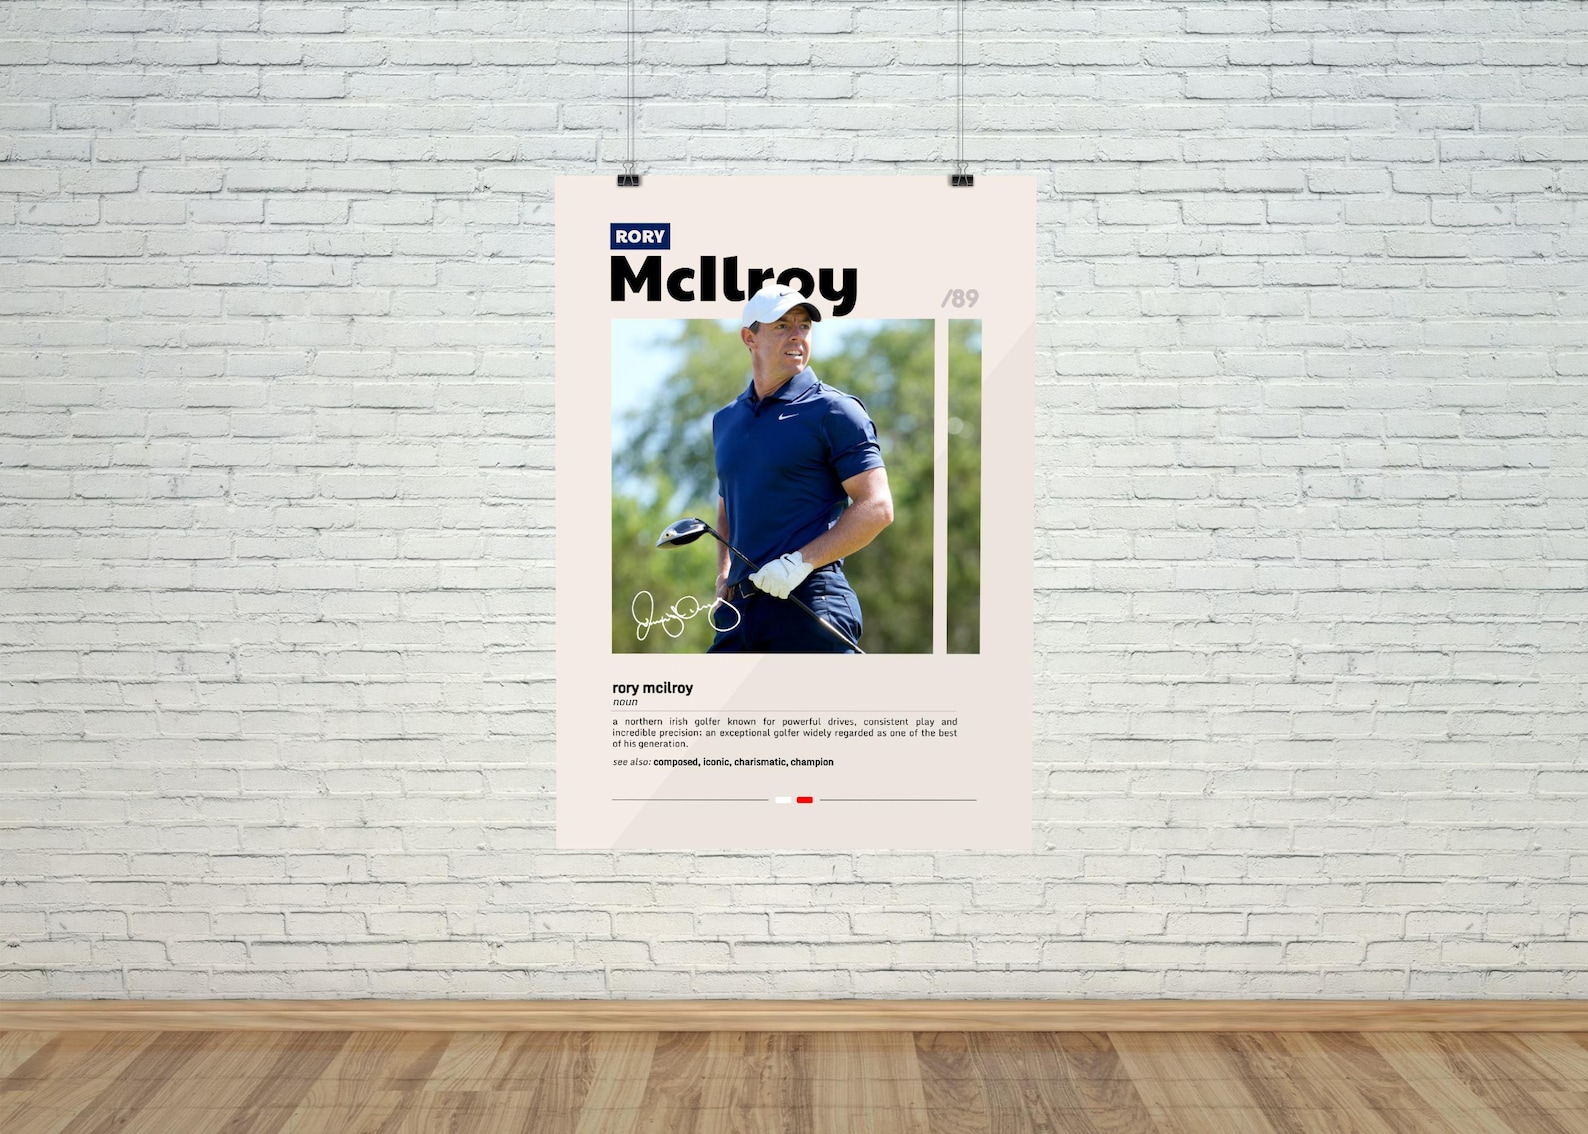 RORY
McIlroy
/89
rory mcilroy
noun
a northern irish golfer known for powerful drives, consistent play and
incredible precision; an exceptional golfer widely regarded as one of the best
of his generation.
see also: composed, iconic, charismatic, champion